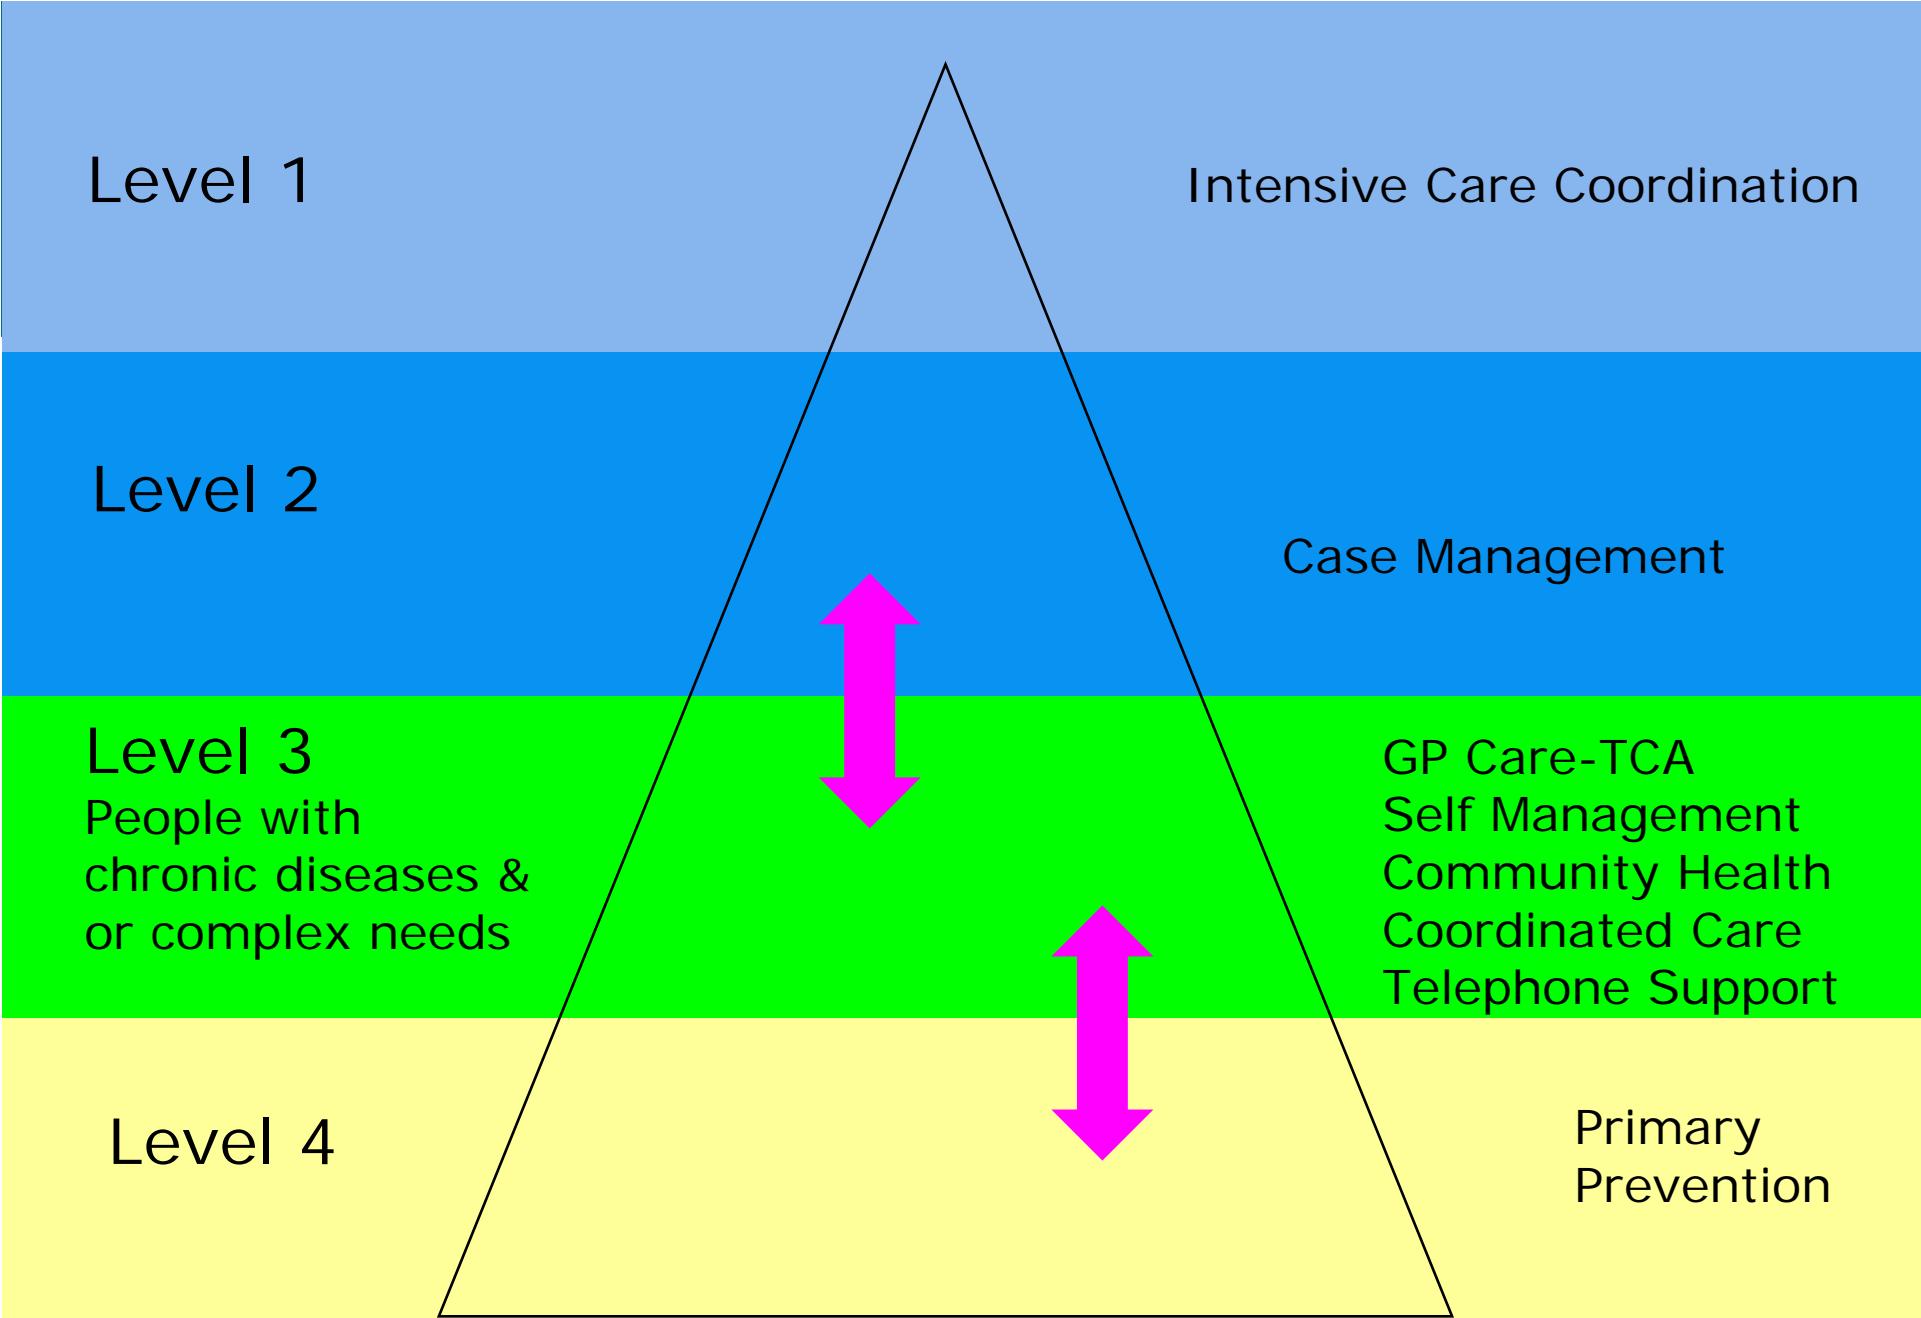 Level 1
Intensive Care Coordination
Level 2
Case Management
Level 3
People with
chronic diseases &
or complex needs
GP Care-TCA
Self Management
Community Health
Coordinated Care
Telephone Support
Level 4
Primary
Prevention